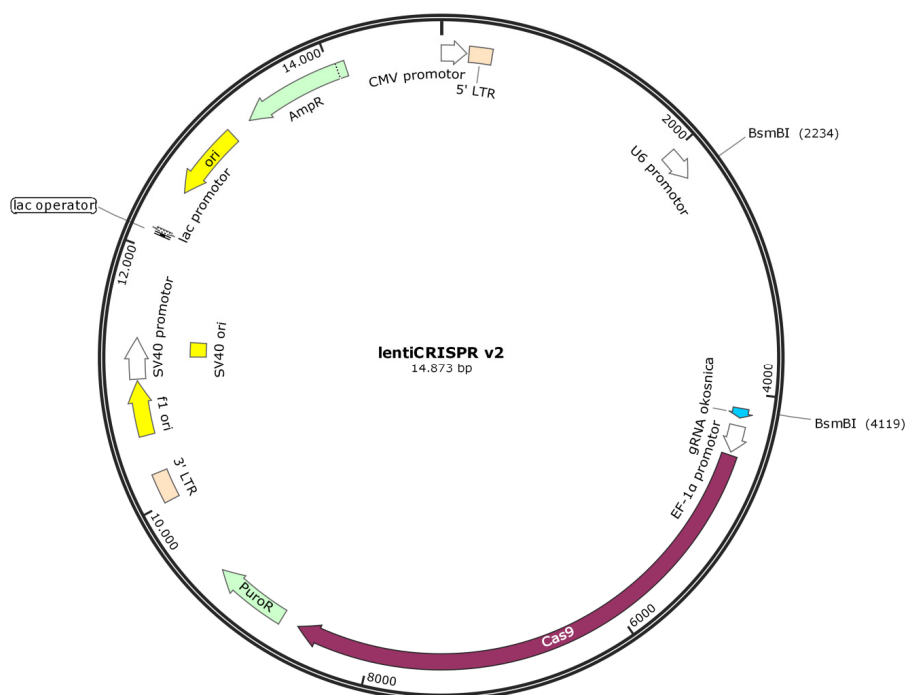 14.000
CMV promotor
5' LTR
AmpR
2000
BsmBI (2234)
U6 promotor
ori
lac promotor
lac operator
12.000
SV40 promotor
SV40 ori
lentiCRISPR v2
14.873 bp
4000
gRNA okosnica
BsmBI (4119)
EF-1α promotor
f1 ori
3' LTR
10.000
PuroR
Cas9
6000
8000